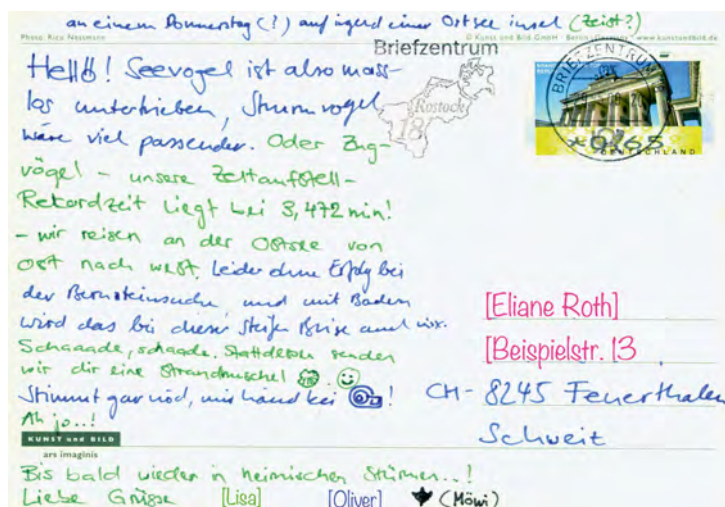 an einem Donnerstag (?) auf irgend einer Ostsee insel (Zeist?)
Photo: Rico Nessmann
© Kunst und Bild GmbH · Berlin · Germany · www.kunstundbild.de
Briefzentrum
Rostock
18
BRIEFZENTRUM
DEUTSCHLAND
Seevogel ist also mass-
los untertrieben, Sturmvogel
wäre viel passender. Oder Zug-
vögel – unsere Zeltaufstell-
Rekordzeit liegt bei 3,472 min!
– wir reisen an der Ostsee von
Ost nach West. Leider ohne Erfolg bei
der Bernsteinsuche und mit Baden
wird das bei dieser steifen Brise auch nix.
Schaaade, schaade. Stattdessen senden
wir dir eine Strandmuschel
Stimmt gar nöd, mir händ kei !
Ah jo..!
KUNST und BILD
ars imaginis
[Eliane Roth]
[Beispielstr. 13
CH- 8245 Feuerthalen
Schweit
Bis bald wieder in heimischen Stürmen..!
Liebe Grüsse [Lisa] [Oliver] (Möwi)